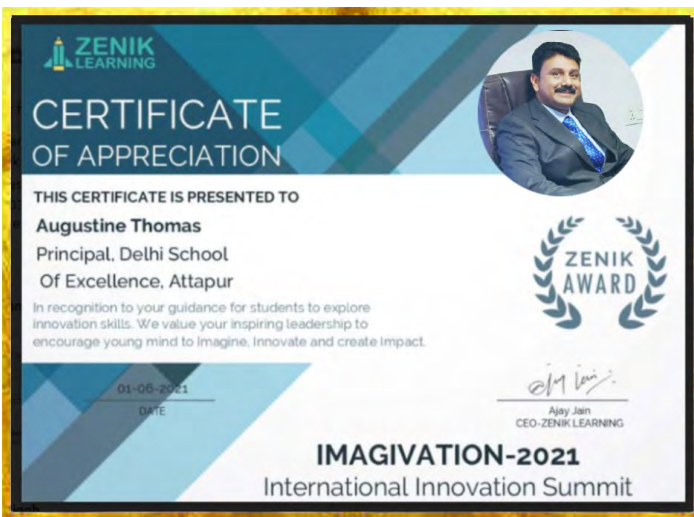 ZENIK
LEARNING
CERTIFICATE
OF APPRECIATION
THIS CERTIFICATE IS PRESENTED TO
Augustine Thomas
Principal, Delhi School
Of Excellence, Attapur
In recognition to your guidance for students to explore
innovation skills. We value your inspiring leadership to
encourage young mind to Imagine, Innovate and create Impact.
ZENIK
AWARD
01-06-2021
DATE
Ajay Jain
Ajay Jain
CEO-ZENIK LEARNING
IMAGIVATION-2021
International Innovation Summit